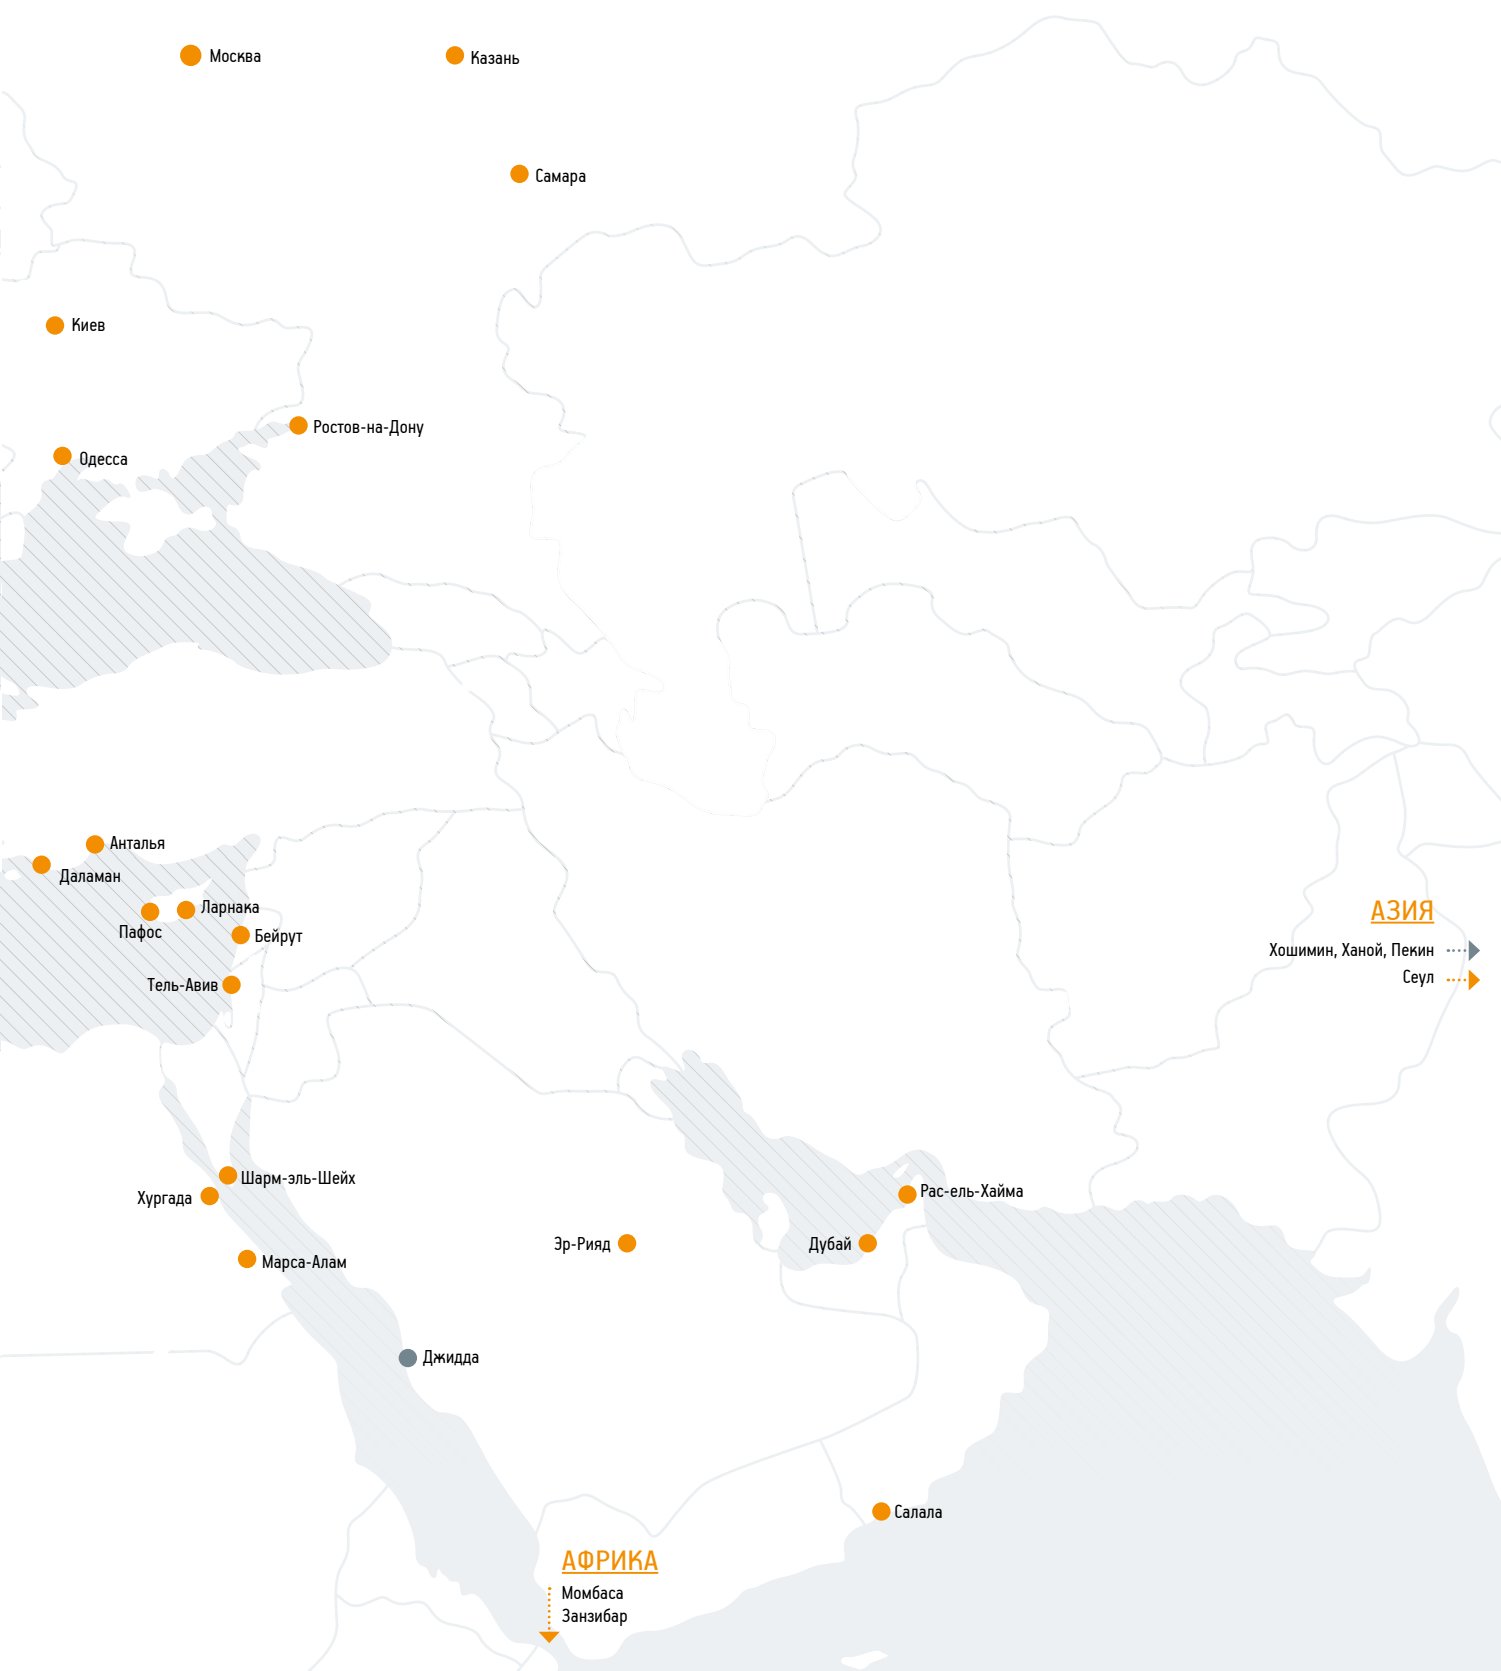 Москва
Казань
Самара
Киев
Ростов-на-Дону
Одесса
Анталья
Даламан
Ларнака
Пафос
Бейрут
Тель-Авив
АЗИЯ
Хошимин, Ханой, Пекин
Сеул
Шарм-эль-Шейх
Хургада
Рас-ель-Хайма
Эр-Рияд
Дубай
Марса-Алам
Джидда
Салала
АФРИКА
Момбаса
Занзибар